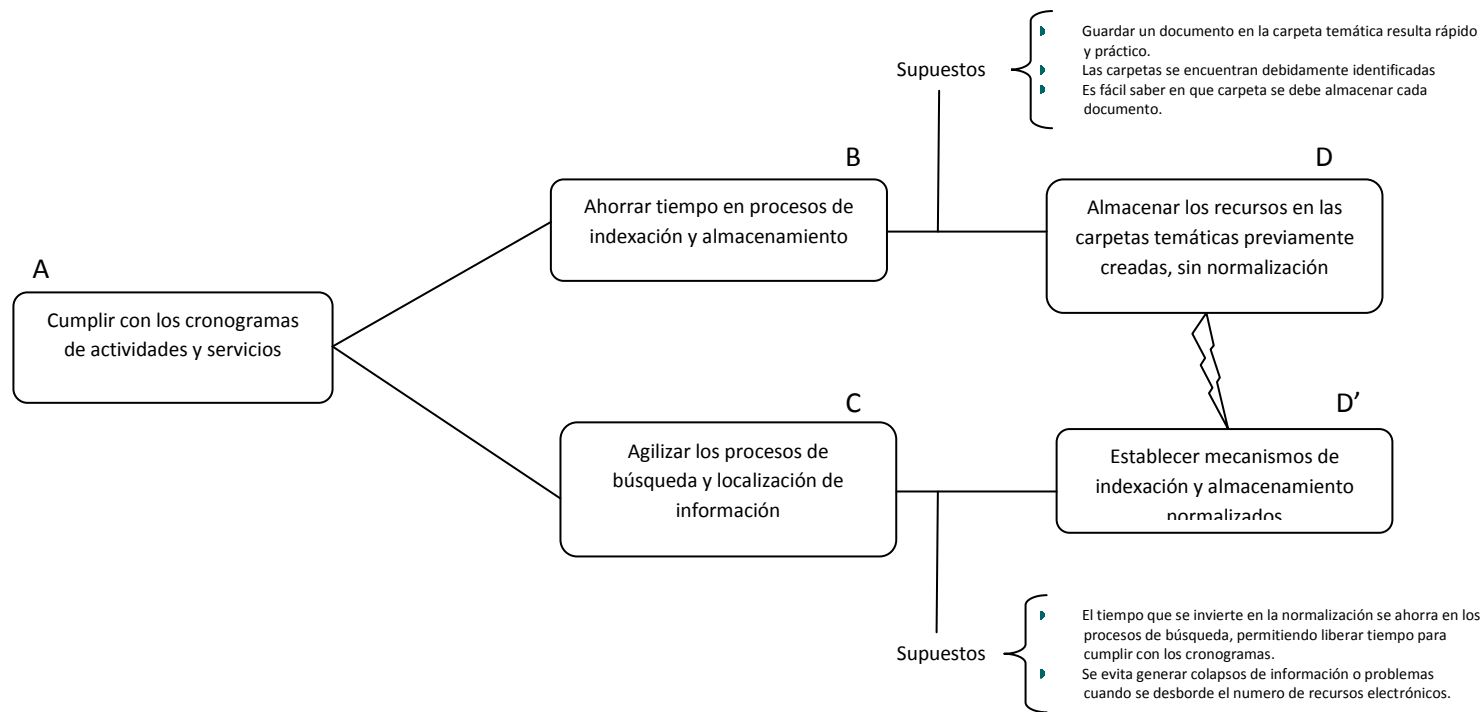 Supuestos
Guardar un documento en la carpeta temática resulta rápido
y práctico.
Las carpetas se encuentran debidamente identificadas
Es fácil saber en que carpeta se debe almacenar cada
documento.
B
Ahorrar tiempo en procesos de
indexación y almacenamiento
D
Almacenar los recursos en las
carpetas temáticas previamente
creadas, sin normalización
A
Cumplir con los cronogramas
de actividades y servicios
C
Agilizar los procesos de
búsqueda y localización de
información
D’
Establecer mecanismos de
indexación y almacenamiento
normalizados
Supuestos
El tiempo que se invierte en la normalización se ahorra en los
procesos de búsqueda, permitiendo liberar tiempo para
cumplir con los cronogramas.
Se evita generar colapsos de información o problemas
cuando se desborde el numero de recursos electrónicos.